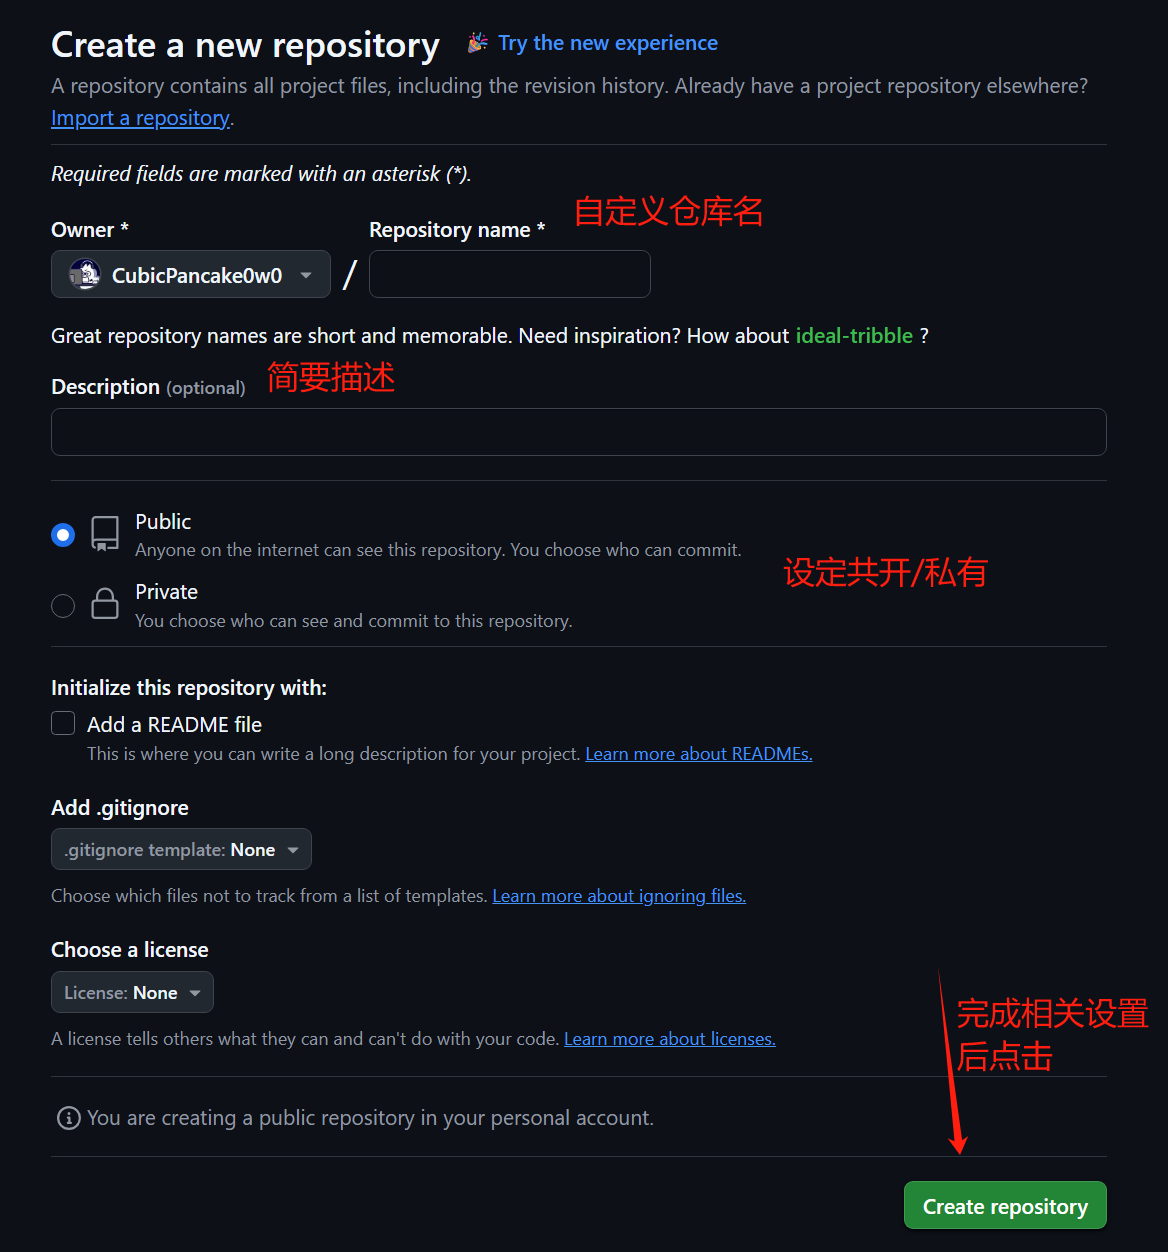 Create a new repository Try the new experience
A repository contains all project files, including the revision history. Already have a project repository elsewhere?
Import a repository.
Required fields are marked with an asterisk (*).
自定义仓库名
Owner * Repository name *
CubicPancake0w0 /
Great repository names are short and memorable. Need inspiration? How about ideal-tribble ?
Description (optional) 简要描述
Public
Anyone on the internet can see this repository. You choose who can commit.
设定共开/私有
Private
You choose who can see and commit to this repository.
Initialize this repository with:
Add a README file
This is where you can write a long description for your project. Learn more about READMEs.
Add .gitignore
.gitignore template: None
Choose which files not to track from a list of templates. Learn more about ignoring files.
Choose a license
License: None
A license tells others what they can and can't do with your code. Learn more about licenses.
完成相关设置
后点击
You are creating a public repository in your personal account.
Create repository